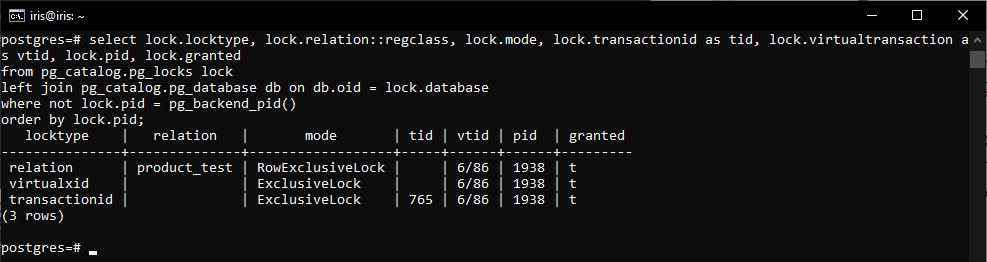 iris@iris: ~
postgres=# select lock.locktype, lock.relation::regclass, lock.mode, lock.transactionid as tid, lock.virtualtransaction a
s vtid, lock.pid, lock.granted
from pg_catalog.pg_locks lock
left join pg_catalog.pg_database db on db.oid = lock.database
where not lock.pid = pg_backend_pid()
order by lock.pid;
   locktype    |   relation   |       mode       | tid | vtid | pid  | granted
---------------+--------------+------------------+-----+------+------+---------
 relation      | product_test | RowExclusiveLock |     | 6/86 | 1938 | t
 virtualxid    |              | ExclusiveLock    |     | 6/86 | 1938 | t
 transactionid |              | ExclusiveLock    | 765 | 6/86 | 1938 | t
(3 rows)
postgres=#